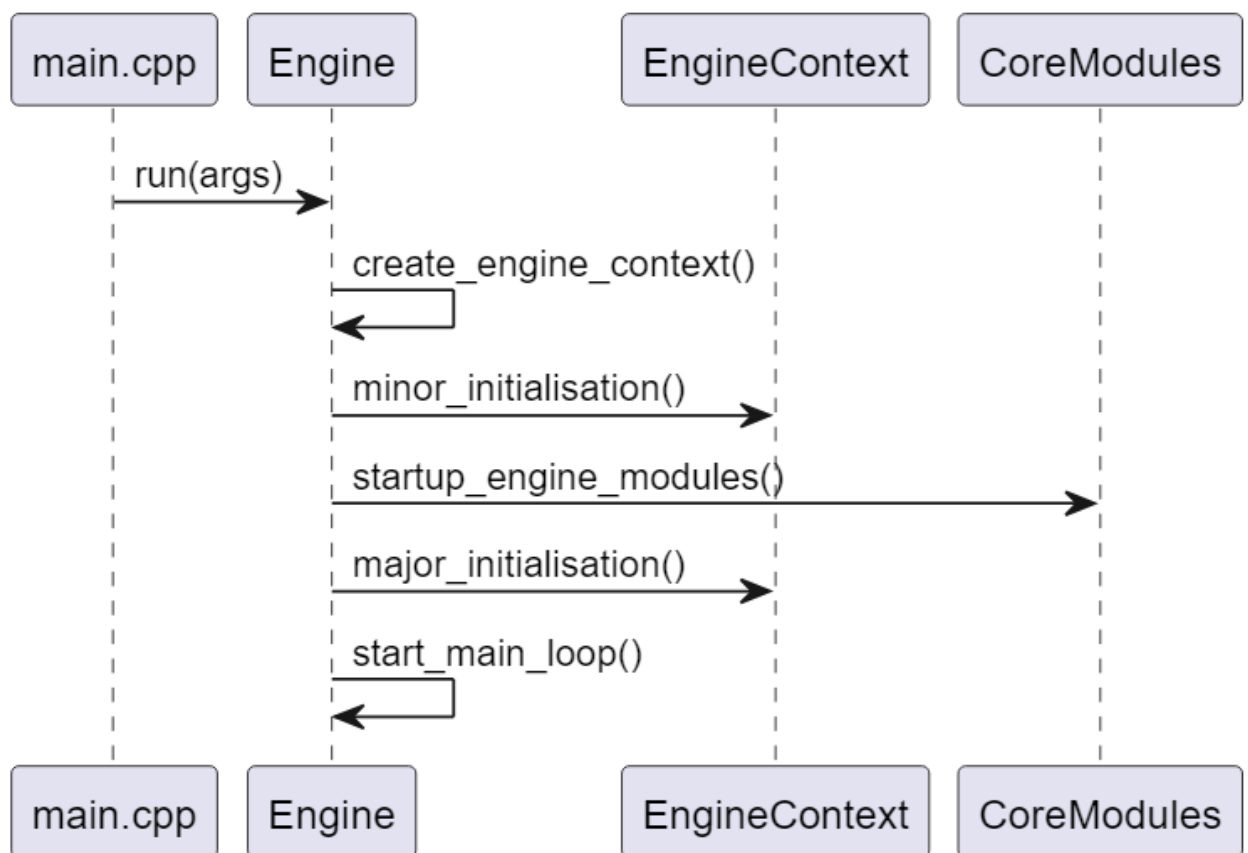 main.cpp
Engine
EngineContext
CoreModules
run(args)
create_engine_context()
minor_initialisation()
startup_engine_modules()
major_initialisation()
start_main_loop()
main.cpp
Engine
EngineContext
CoreModules